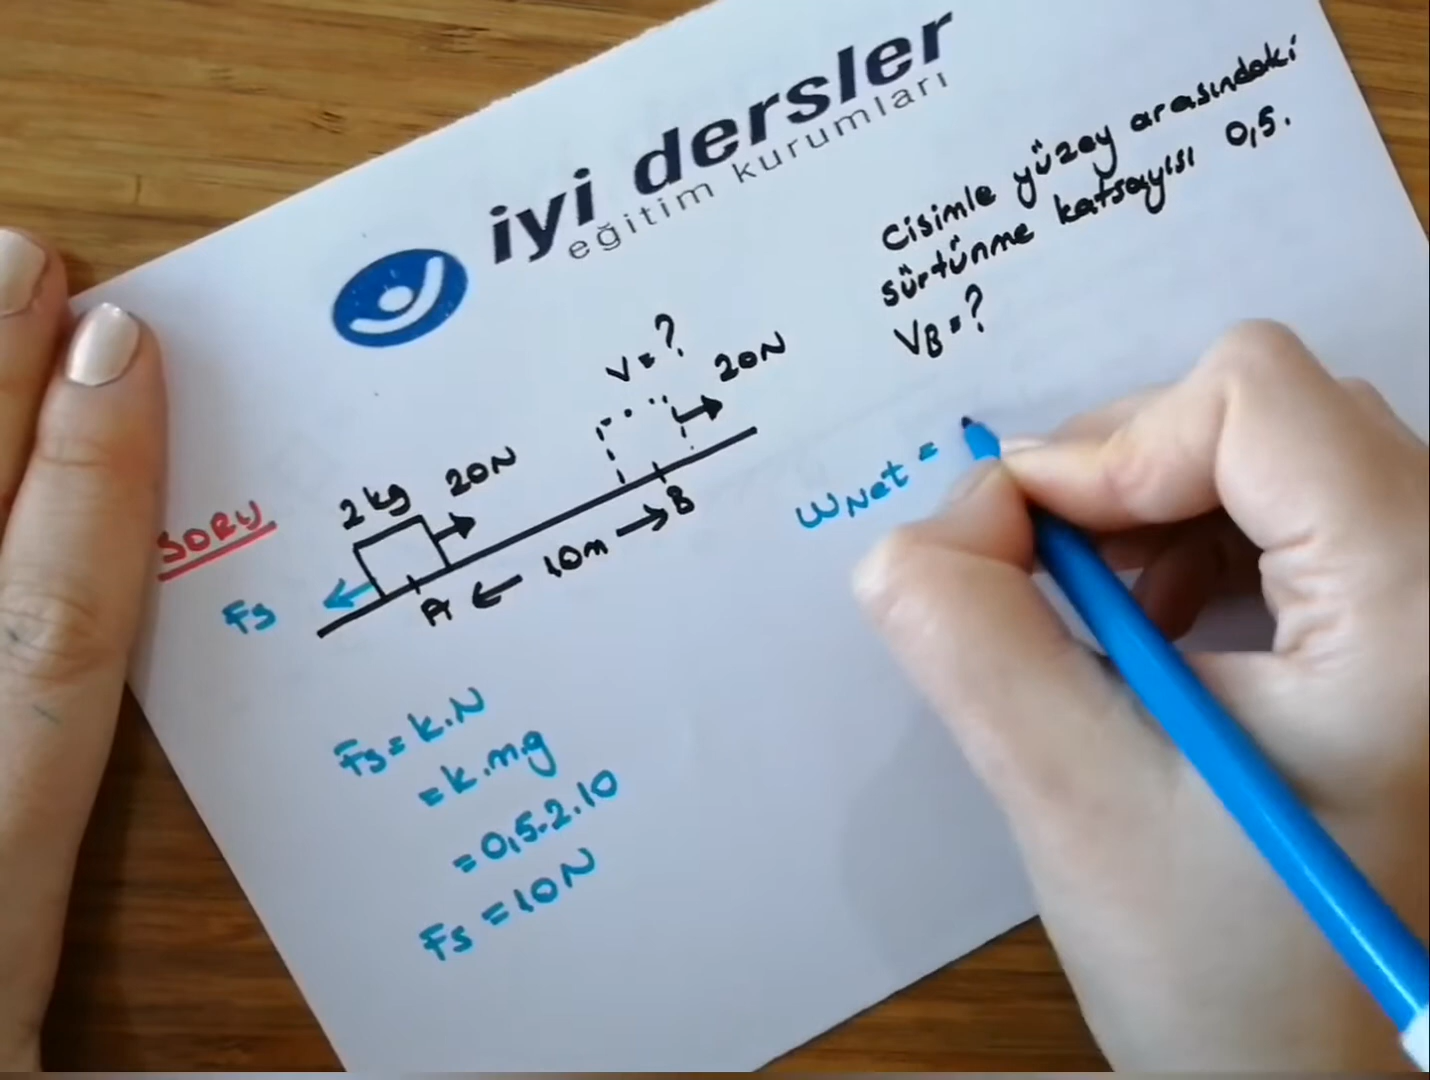 iyi dersler
eğitim kurumları
Cisimle yüzey arasındaki
sürtünme katsayısı 0,5.
VB=?
V=?
20N
SORU
2kg
20N
Fs
A ← 10m → B
WNet =
Fs=k.N
=k.m.g
=0,5.2.10
Fs =10N